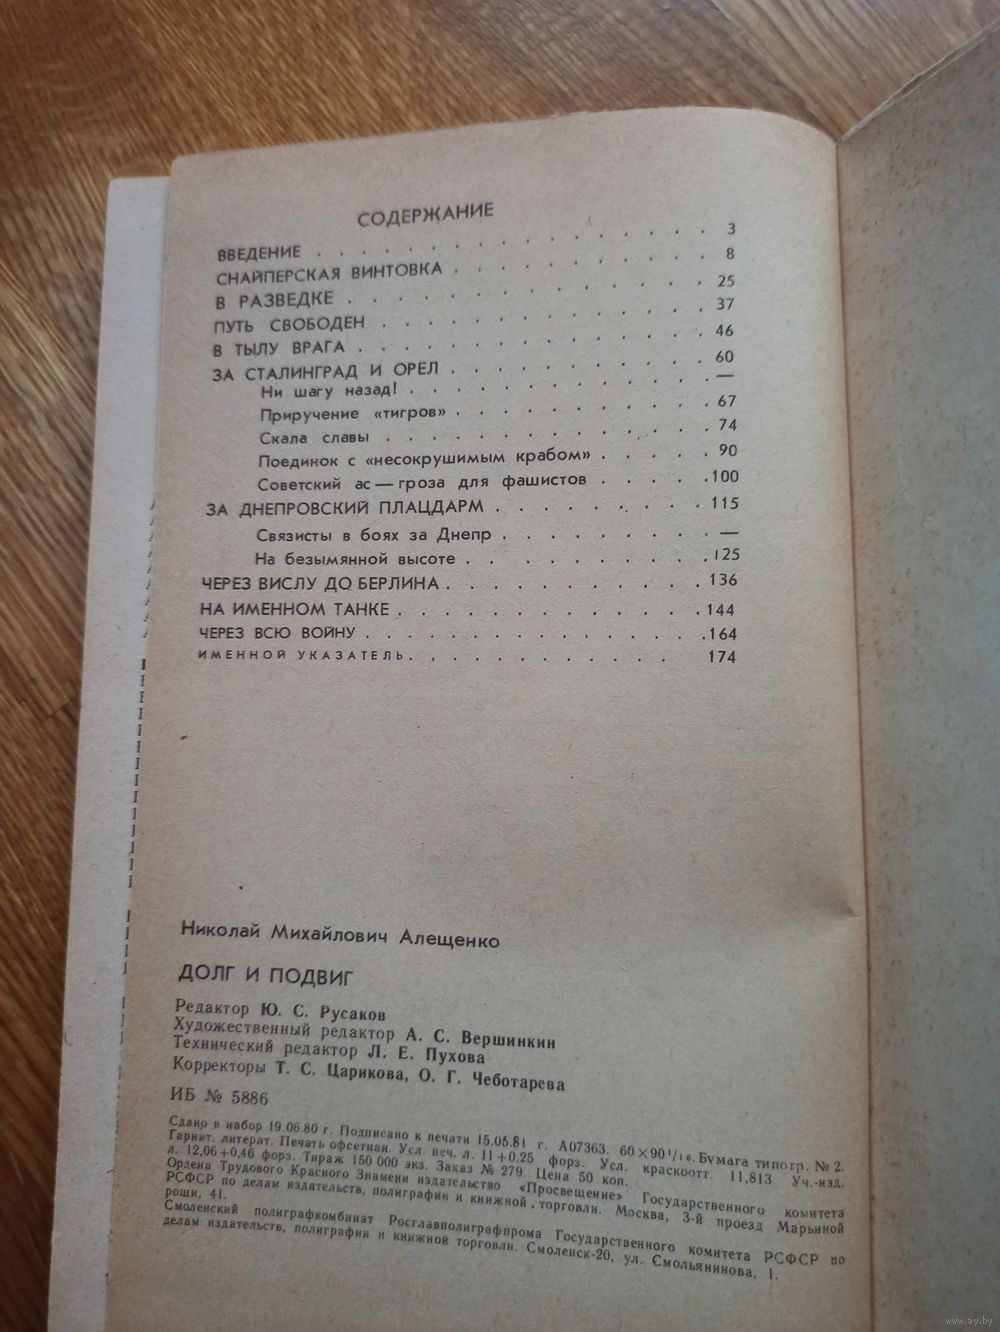 СОДЕРЖАНИЕ
ВВЕДЕНИЕ . . . . . . . . . . . . . . . . 3
СНАЙПЕРСКАЯ ВИНТОВКА . . . . . . . . . . 8
В РАЗВЕДКЕ . . . . . . . . . . . . . . 25
ПУТЬ СВОБОДЕН . . . . . . . . . . . . . 37
В ТЫЛУ ВРАГА . . . . . . . . . . . . . 46
ЗА СТАЛИНГРАД И ОРЕЛ . . . . . . . . . . 60
Ни шагу назад! . . . . . . . . . . . . —
Приручение «тигров» . . . . . . . . . . 67
Скала славы . . . . . . . . . . . . . 74
Поединок с «несокрушимым крабом» . . . . . 90
Советский ас — гроза для фашистов . . . . . 100
ЗА ДНЕПРОВСКИЙ ПЛАЦДАРМ . . . . . . . . 115
Связисты в боях за Днепр . . . . . . . . —
На безымянной высоте . . . . . . . . . . 125
ЧЕРЕЗ ВИСЛУ ДО БЕРЛИНА . . . . . . . . . . 136
НА ИМЕННОМ ТАНКЕ . . . . . . . . . . . 144
ЧЕРЕЗ ВСЮ ВОЙНУ . . . . . . . . . . . . 164
ИМЕННОЙ УКАЗАТЕЛЬ . . . . . . . . . . . 174
Николай Михайлович Алещенко
ДОЛГ И ПОДВИГ
Редактор Ю. С. Русаков
Художественный редактор А. С. Вершинкин
Технический редактор Л. Е. Пухова
Корректоры Т. С. Царикова, О. Г. Чеботарева
ИБ № 5886
Сдано в набор 19.06.80 г. Подписано к печати 15.05.81 г. А07363. 60×90 1/16. Бумага типогр. № 2.
Гарнит. литерат. Печать офсетная. Усл. печ. л. 11+0,25 форз. Усл. краскоотт. 11,813. Уч.-изд.
л. 12,06+0,46 форз. Тираж 150 000 экз. Заказ № 279. Цена 50 коп.
Ордена Трудового Красного Знамени издательство «Просвещение» Государственного комитета
РСФСР по делам издательств, полиграфии и книжной торговли. Москва, 3-й проезд Марьиной
рощи, 41.
Смоленский полиграфкомбинат Росглавполиграфпрома Государственного комитета РСФСР по
делам издательств, полиграфии и книжной торговли. Смоленск-20, ул. Смольянинова, 1.
www.ay.by